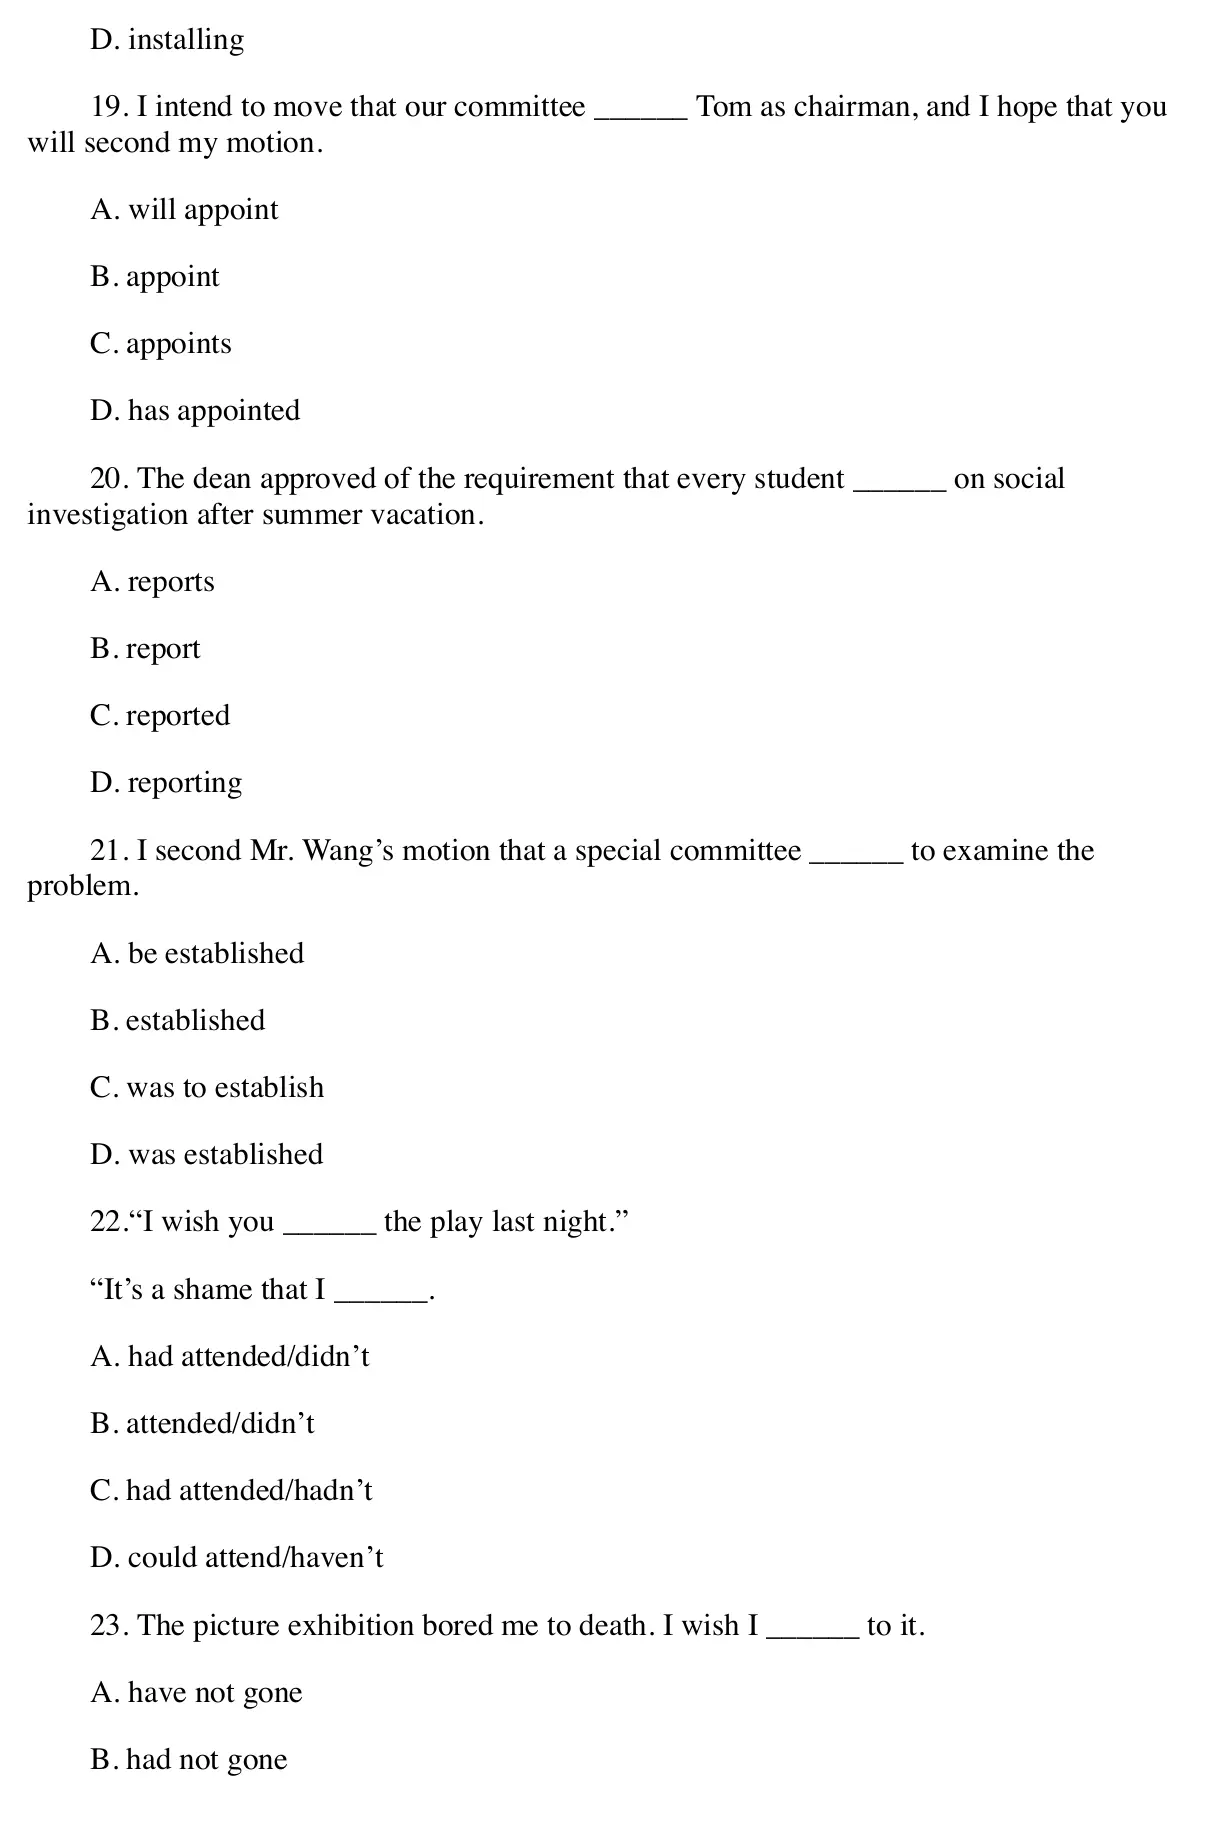 D. installing
19. I intend to move that our committee ______ Tom as chairman, and I hope that you
will second my motion.
A. will appoint
B. appoint
C. appoints
D. has appointed
20. The dean approved of the requirement that every student ______ on social
investigation after summer vacation.
A. reports
B. report
C. reported
D. reporting
21. I second Mr. Wang’s motion that a special committee ______ to examine the
problem.
A. be established
B. established
C. was to establish
D. was established
22.“I wish you ______ the play last night.”
“It’s a shame that I ______.
A. had attended/didn’t
B. attended/didn’t
C. had attended/hadn’t
D. could attend/haven’t
23. The picture exhibition bored me to death. I wish I ______ to it.
A. have not gone
B. had not gone